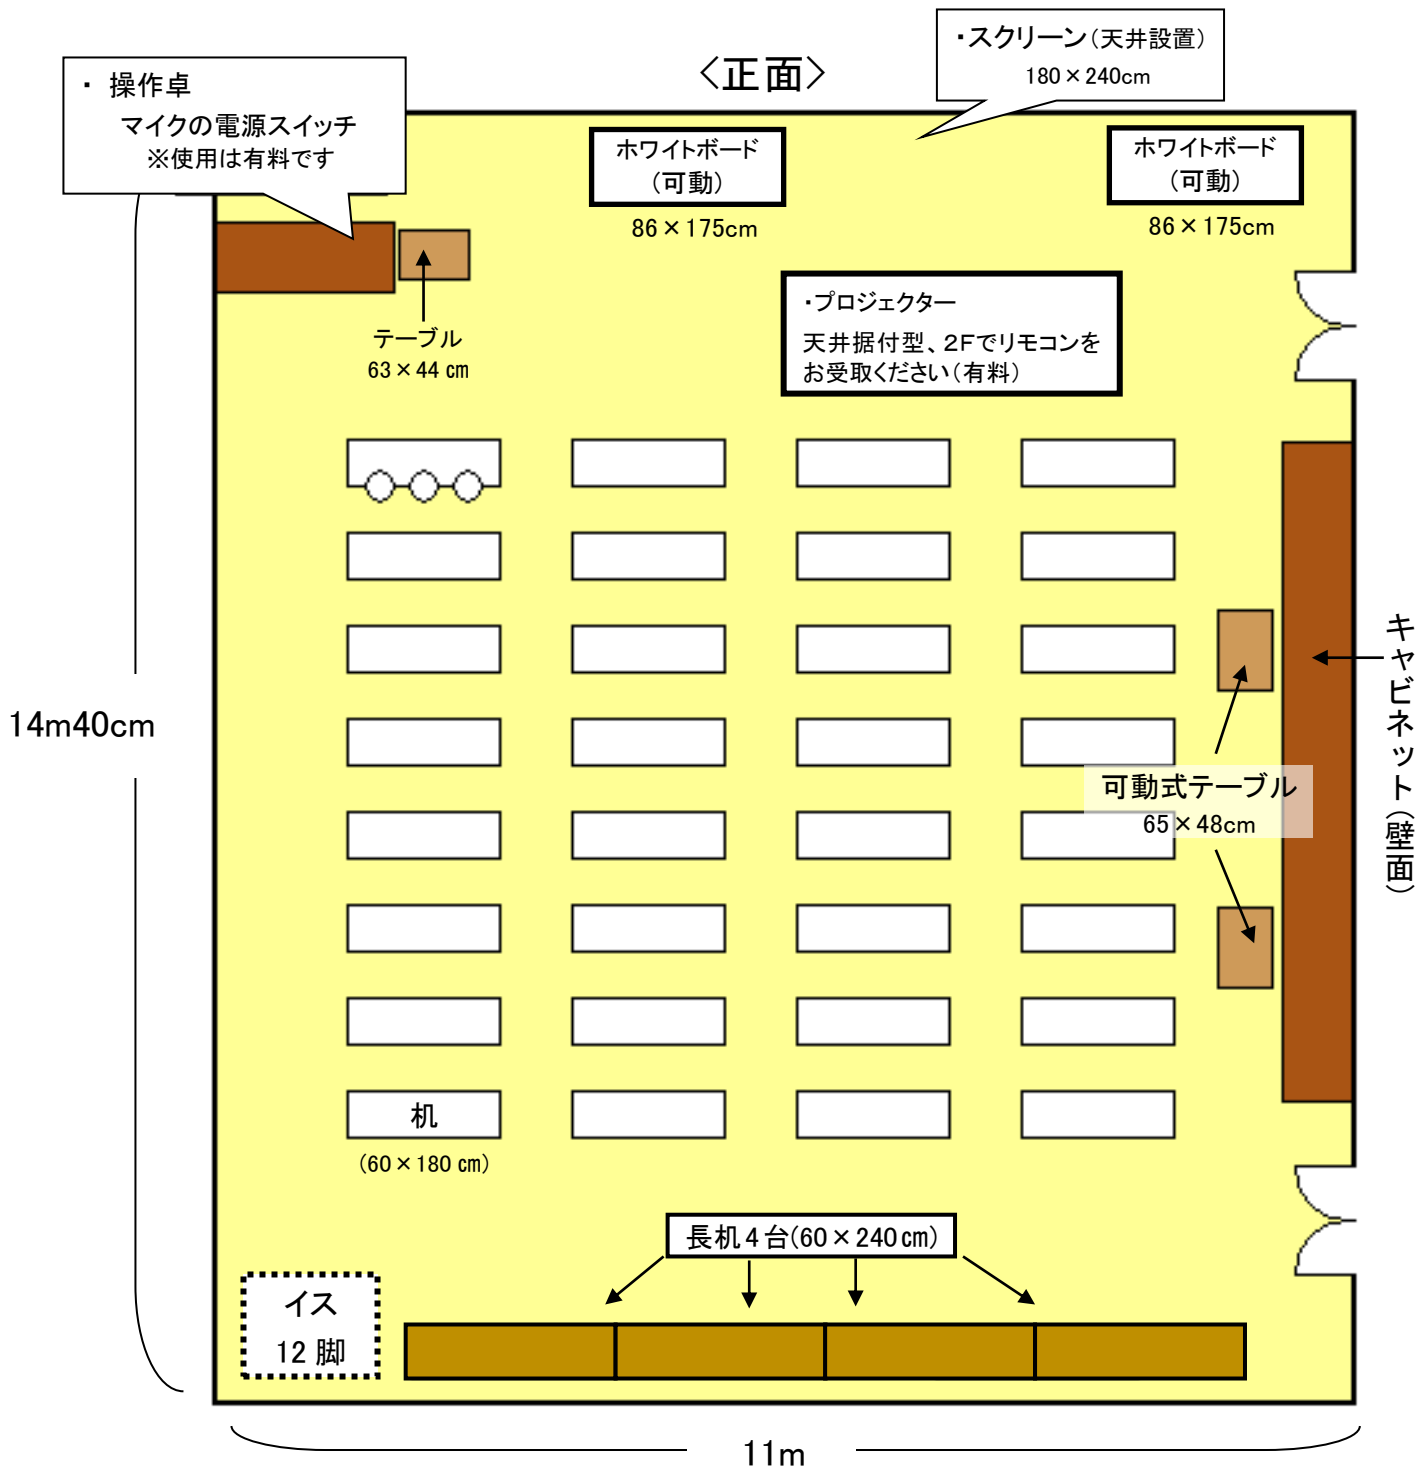 ・スクリーン(天井設置)
180×240cm
〈正面〉
・ 操作卓
マイクの電源スイッチ
※使用は有料です
ホワイトボード
(可動)
86×175cm
ホワイトボード
(可動)
86×175cm
・プロジェクター
天井据付型、2Fでリモコンを
お受取ください(有料)
テーブル
63×44㎝
キャビネット(壁面)
14m40cm
可動式テーブル
65×48cm
机
(60×180㎝)
長机4台(60×240㎝)
イス
12脚
11m